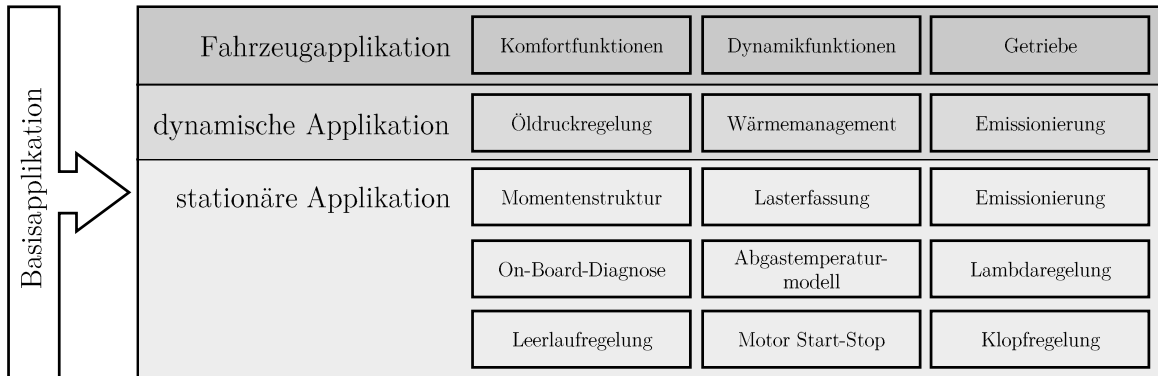 Basisapplikation
Fahrzeugapplikation
Komfortfunktionen
Dynamikfunktionen
Getriebe
dynamische Applikation
Öldruckregelung
Wärmemanagement
Emissionierung
stationäre Applikation
Momentenstruktur
Lasterfassung
Emissionierung
On-Board-Diagnose
Abgastemperatur-
modell
Lambdaregelung
Leerlaufregelung
Motor Start-Stop
Klopfregelung